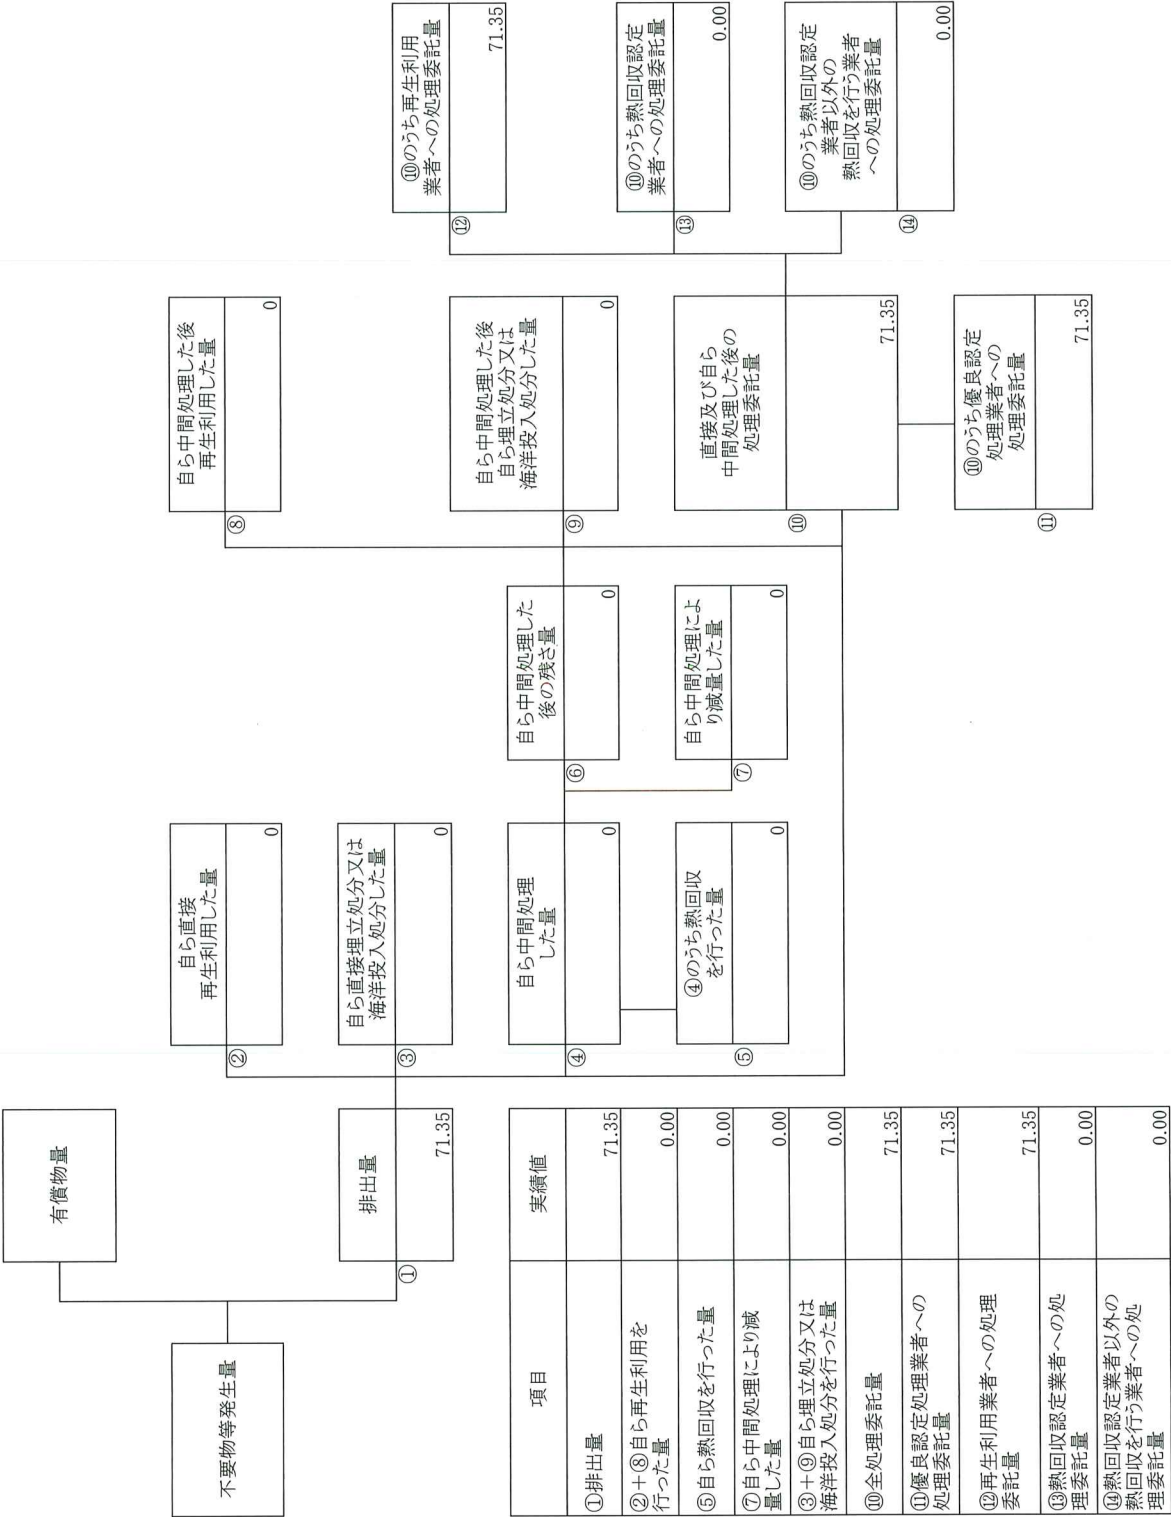 不要物等発生量
有償物量
排出量
①
71.35
自ら直接
再生利用した量
②
0
自ら直接埋立処分又は
海洋投入処分した量
③
0
自ら中間処理
した量
④
0
④のうち熱回収
を行った量
⑤
0
自ら中間処理した
後の残さ量
⑥
0
自ら中間処理によ
り減量した量
⑦
0
自ら中間処理した後
再生利用した量
⑧
0
自ら中間処理した後
自ら埋立処分又は
海洋投入処分した量
⑨
0
直接及び自ら
中間処理した後の
処理委託量
⑩
71.35
⑩のうち優良認定
処理業者への
処理委託量
⑪
71.35
⑩のうち再生利用
業者への処理委託量
⑫
71.35
⑩のうち熱回収認定
業者への処理委託量
⑬
0.00
⑩のうち熱回収認定
業者以外の
熱回収を行う業者
への処理委託量
⑭
0.00
項目 実績値
①排出量 71.35
②+⑧自ら再生利用を
行った量 0.00
⑤自ら熱回収を行った量 0.00
⑦自ら中間処理により減
量した量 0.00
③+⑨自ら埋立処分又は
海洋投入処分を行った量 0.00
⑩全処理委託量 71.35
⑪優良認定処理業者への
処理委託量 71.35
⑫再生利用業者への処理
委託量 71.35
⑬熱回収認定業者への処
理委託量 0.00
⑭熱回収認定業者以外の
熱回収を行う業者への処
理委託量 0.00